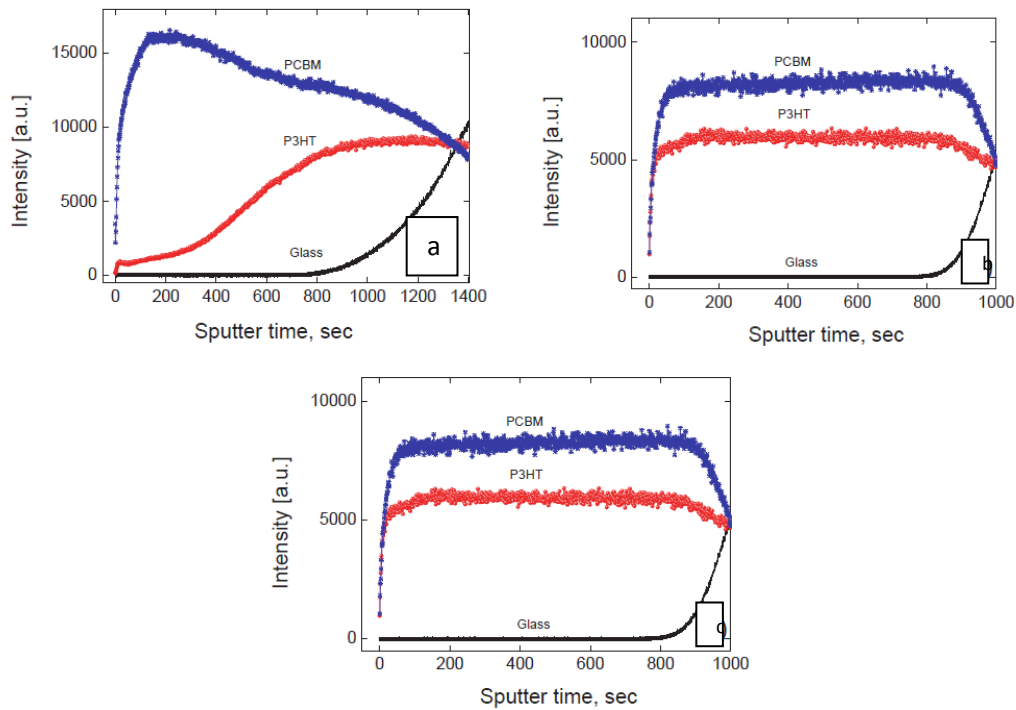 15000
10000
5000
0
Intensity [a.u.]
PCBM
P3HT
Glass
a
0 200 400 600 800 1000 1200 1400
Sputter time, sec
10000
5000
0
Intensity [a.u.]
PCBM
P3HT
Glass
b
0 200 400 600 800 1000
Sputter time, sec
10000
5000
0
Intensity [a.u.]
PCBM
P3HT
Glass
0 200 400 600 800 1000
Sputter time, sec